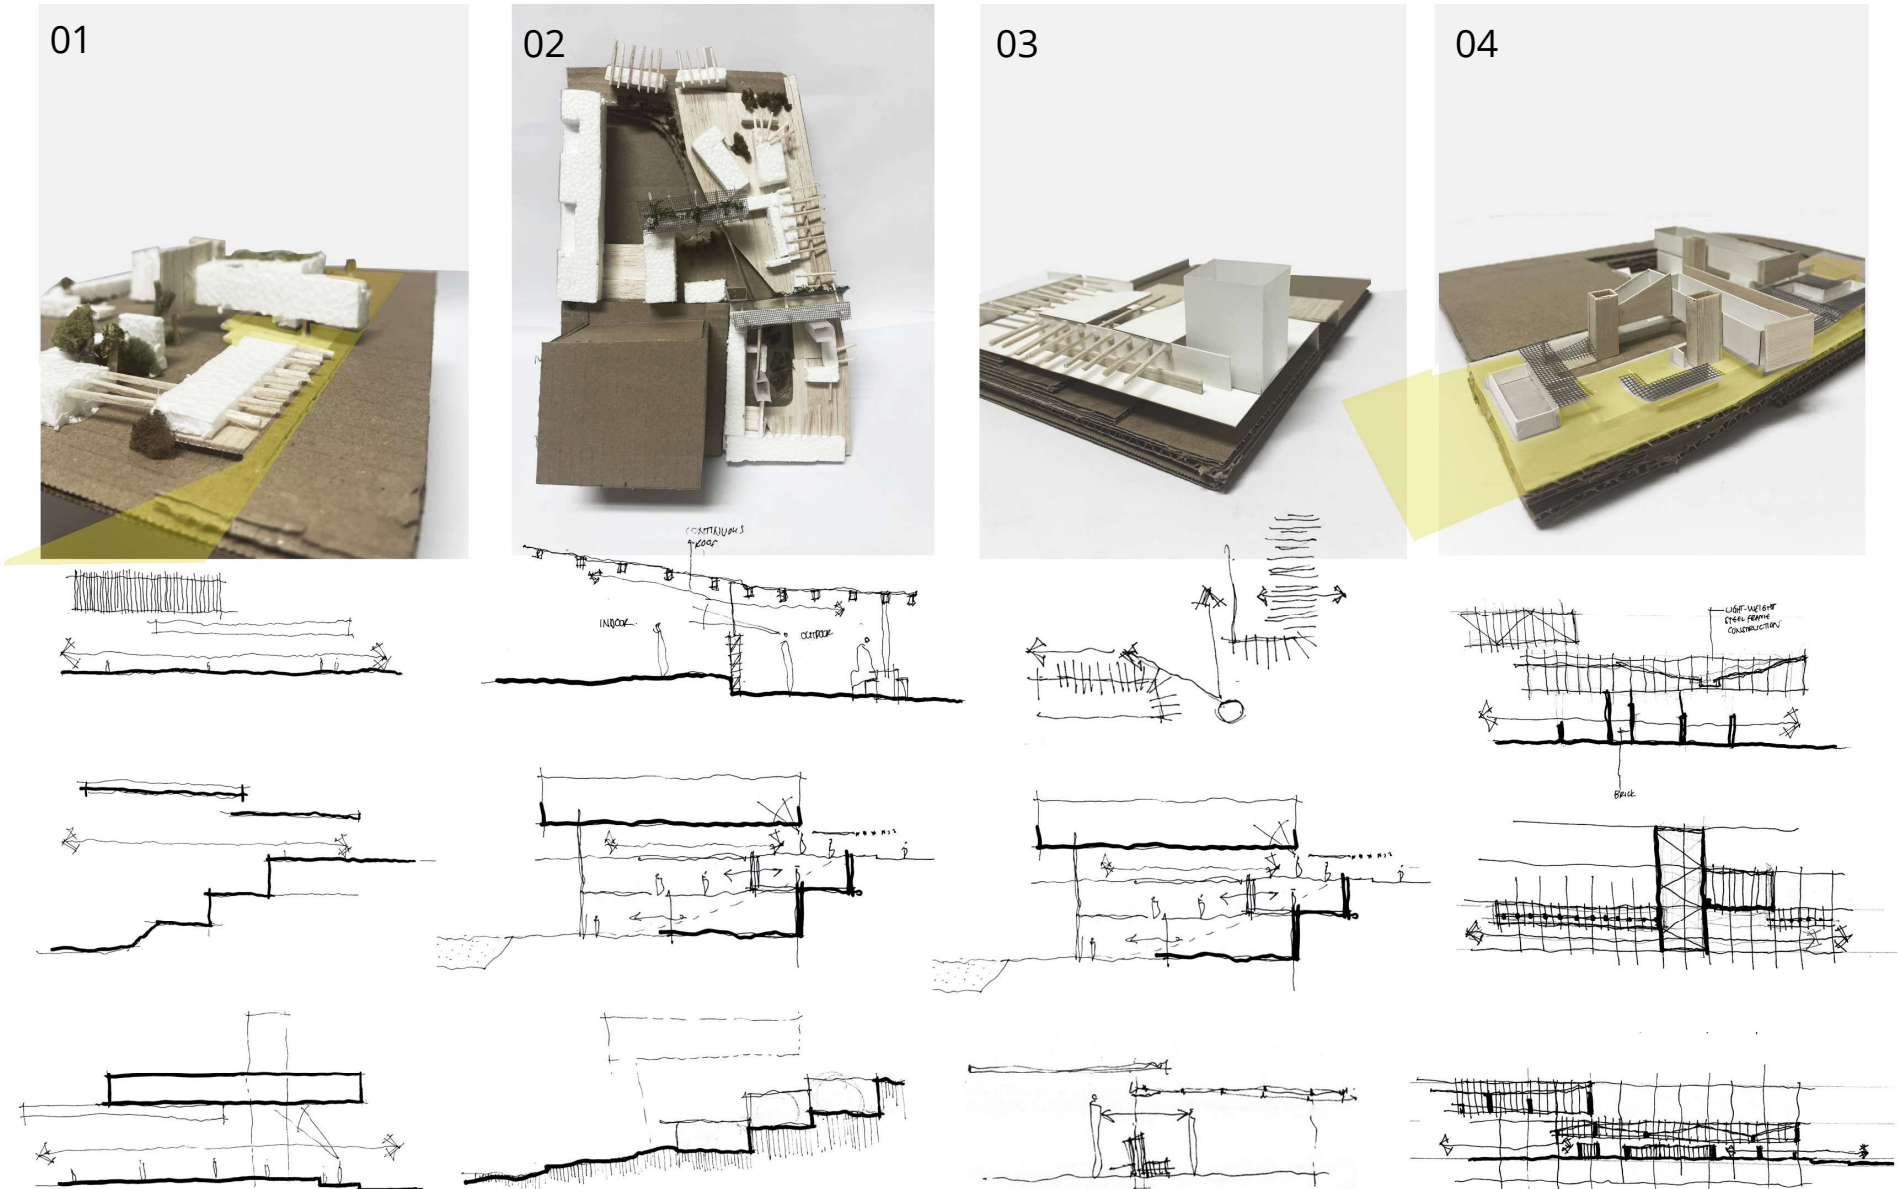 01
02
03
04
CONTINUOUS
ROOF
INDOOR
OUTDOOR
LIGHT-WEIGHT
STEEL FRAME
CONSTRUCTION
BRICK